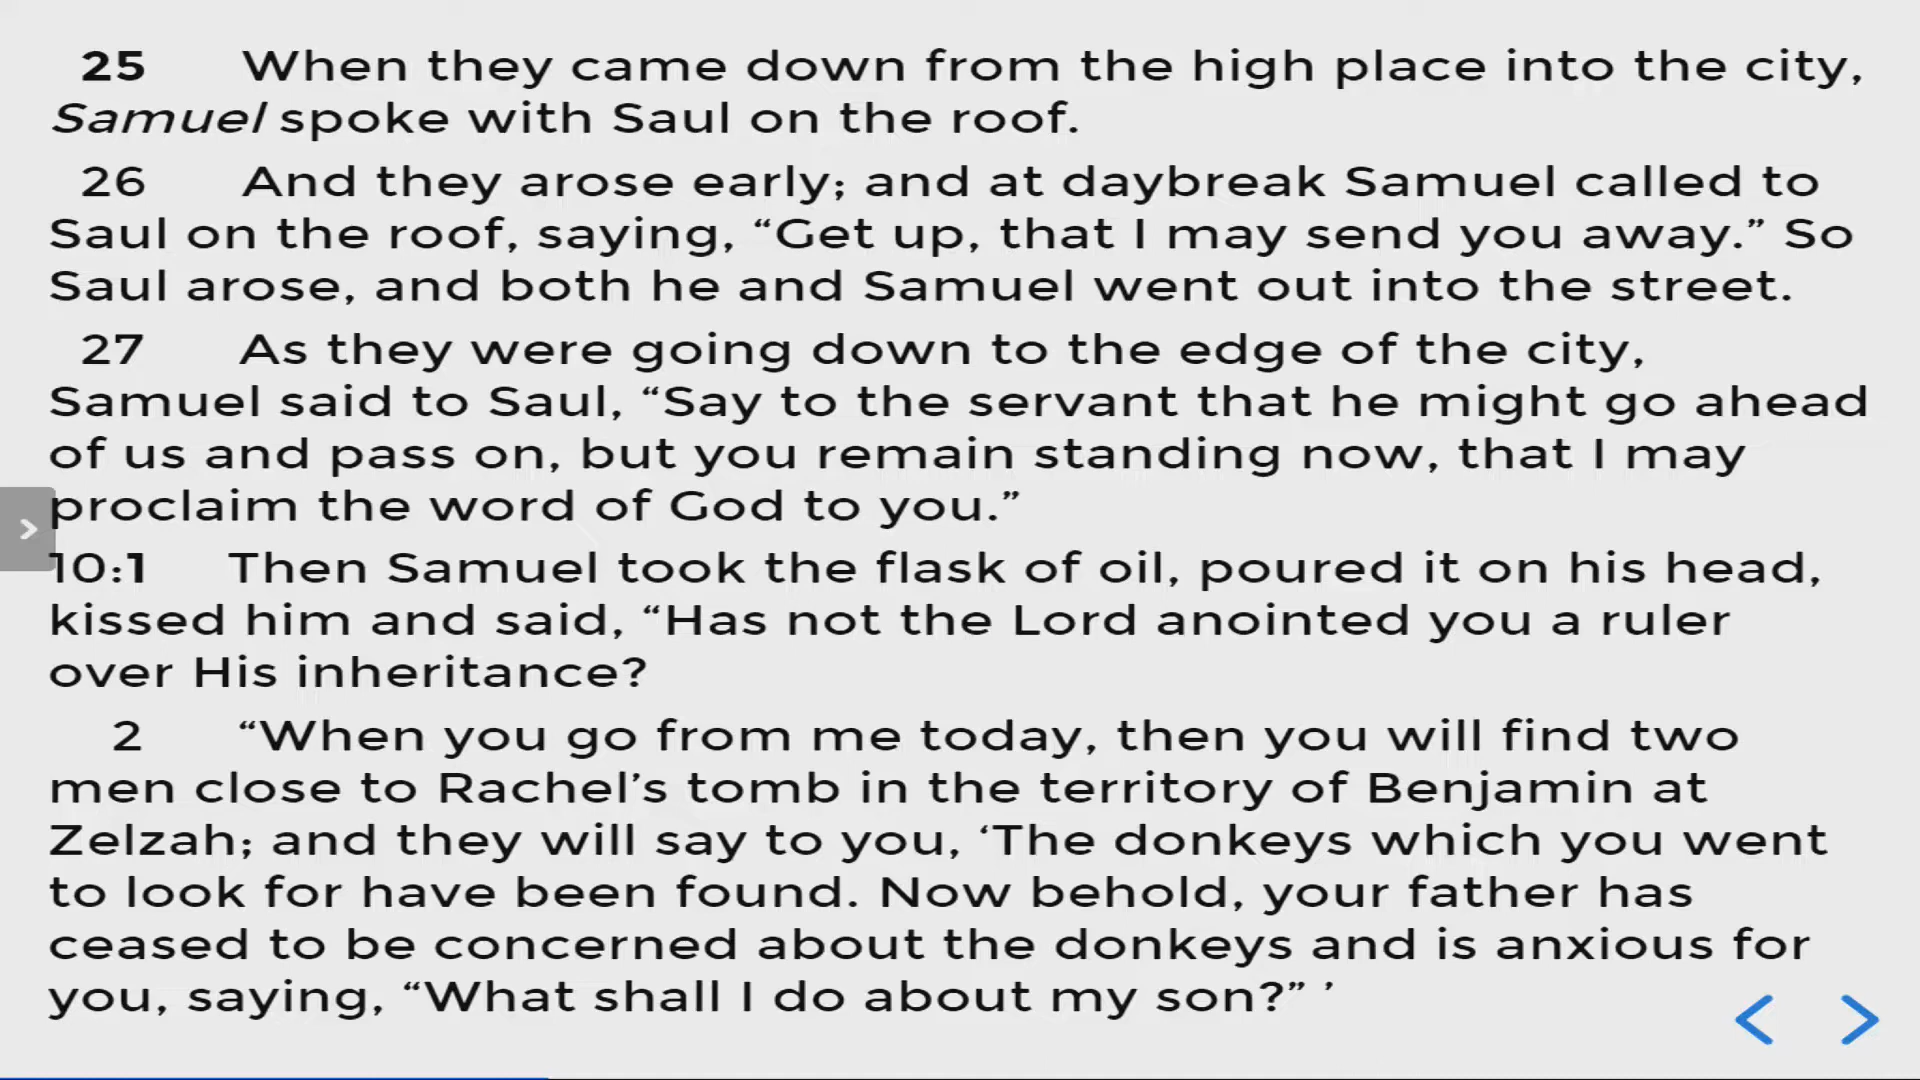 25 When they came down from the high place into the city,
Samuel spoke with Saul on the roof.
26 And they arose early; and at daybreak Samuel called to
Saul on the roof, saying, “Get up, that I may send you away.” So
Saul arose, and both he and Samuel went out into the street.
27 As they were going down to the edge of the city,
Samuel said to Saul, “Say to the servant that he might go ahead
of us and pass on, but you remain standing now, that I may
proclaim the word of God to you.”
10:1 Then Samuel took the flask of oil, poured it on his head,
kissed him and said, “Has not the Lord anointed you a ruler
over His inheritance?
2 “When you go from me today, then you will find two
men close to Rachel’s tomb in the territory of Benjamin at
Zelzah; and they will say to you, ‘The donkeys which you went
to look for have been found. Now behold, your father has
ceased to be concerned about the donkeys and is anxious for
you, saying, “What shall I do about my son?” ’